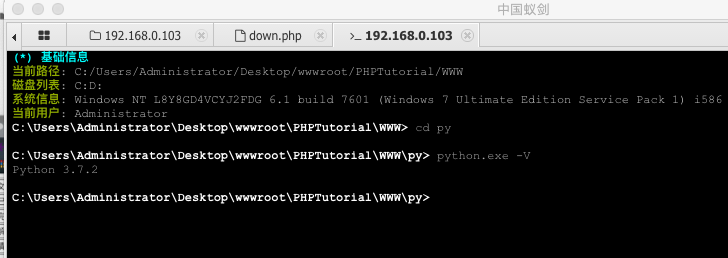 中国蚁剑
192.168.0.103
down.php
>_ 192.168.0.103
(*) 基础信息
当前路径: C:/Users/Administrator/Desktop/wwwroot/PHPTutorial/WWW
磁盘列表: C:D:
系统信息: Windows NT L8Y8GD4VCYJ2FDG 6.1 build 7601 (Windows 7 Ultimate Edition Service Pack 1) i586
当前用户: Administrator
C:\Users\Administrator\Desktop\wwwroot\PHPTutorial\WWW> cd py
C:\Users\Administrator\Desktop\wwwroot\PHPTutorial\WWW\py> python.exe -V
Python 3.7.2
C:\Users\Administrator\Desktop\wwwroot\PHPTutorial\WWW\py>